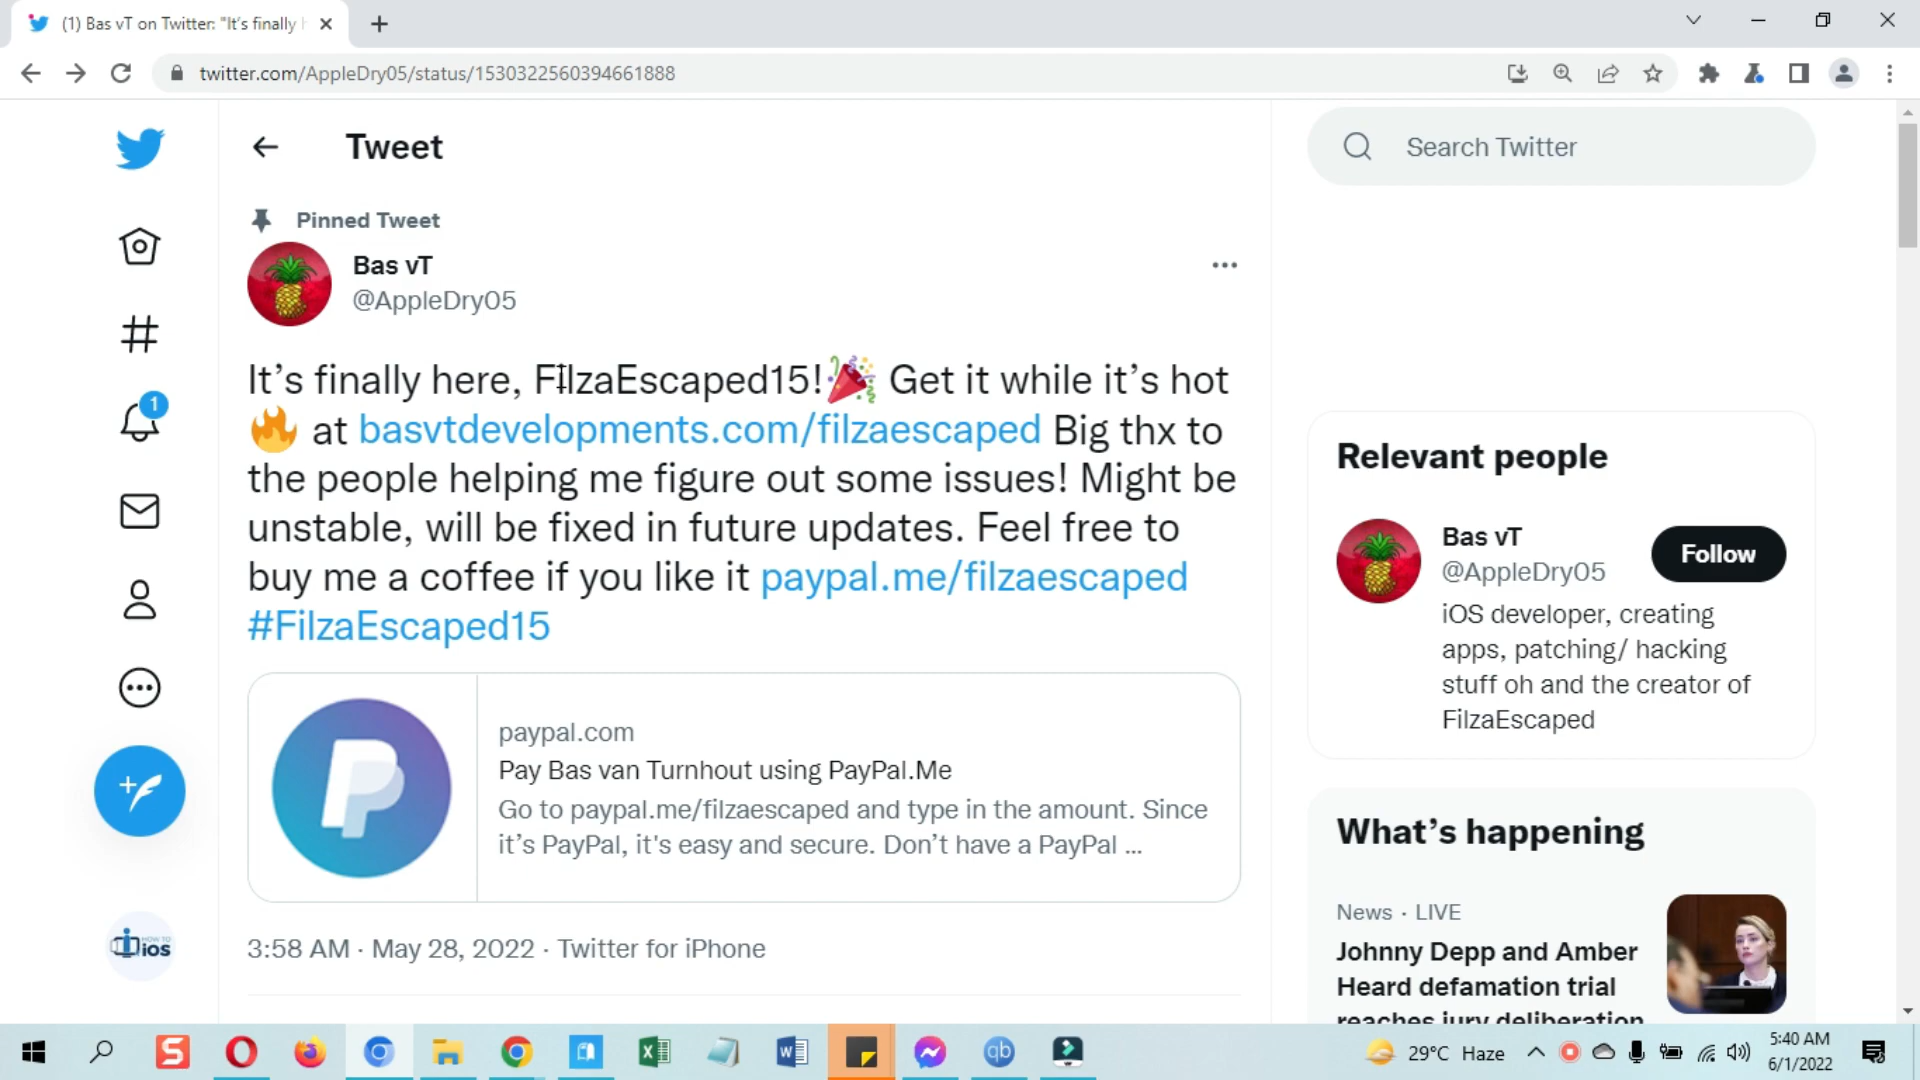 (1) Bas vT on Twitter: "It's finally
twitter.com/AppleDry05/status/1530322560394661888
Tweet
Search Twitter
Pinned Tweet
Bas vT
@AppleDry05
It's finally here, FilzaEscaped15!🎉 Get it while it's hot
🔥 at basvtdevelopments.com/filzaescaped Big thx to
the people helping me figure out some issues! Might be
unstable, will be fixed in future updates. Feel free to
buy me a coffee if you like it paypal.me/filzaescaped
#FilzaEscaped15
paypal.com
Pay Bas van Turnhout using PayPal.Me
Go to paypal.me/filzaescaped and type in the amount. Since
it's PayPal, it's easy and secure. Don't have a PayPal ...
3:58 AM · May 28, 2022 · Twitter for iPhone
1
HOW TO
ios
Relevant people
Bas vT
@AppleDry05
Follow
iOS developer, creating
apps, patching/ hacking
stuff oh and the creator of
FilzaEscaped
What's happening
News · LIVE
Johnny Depp and Amber
Heard defamation trial
reaches jury deliberation
29°C Haze
5:40 AM
6/1/2022